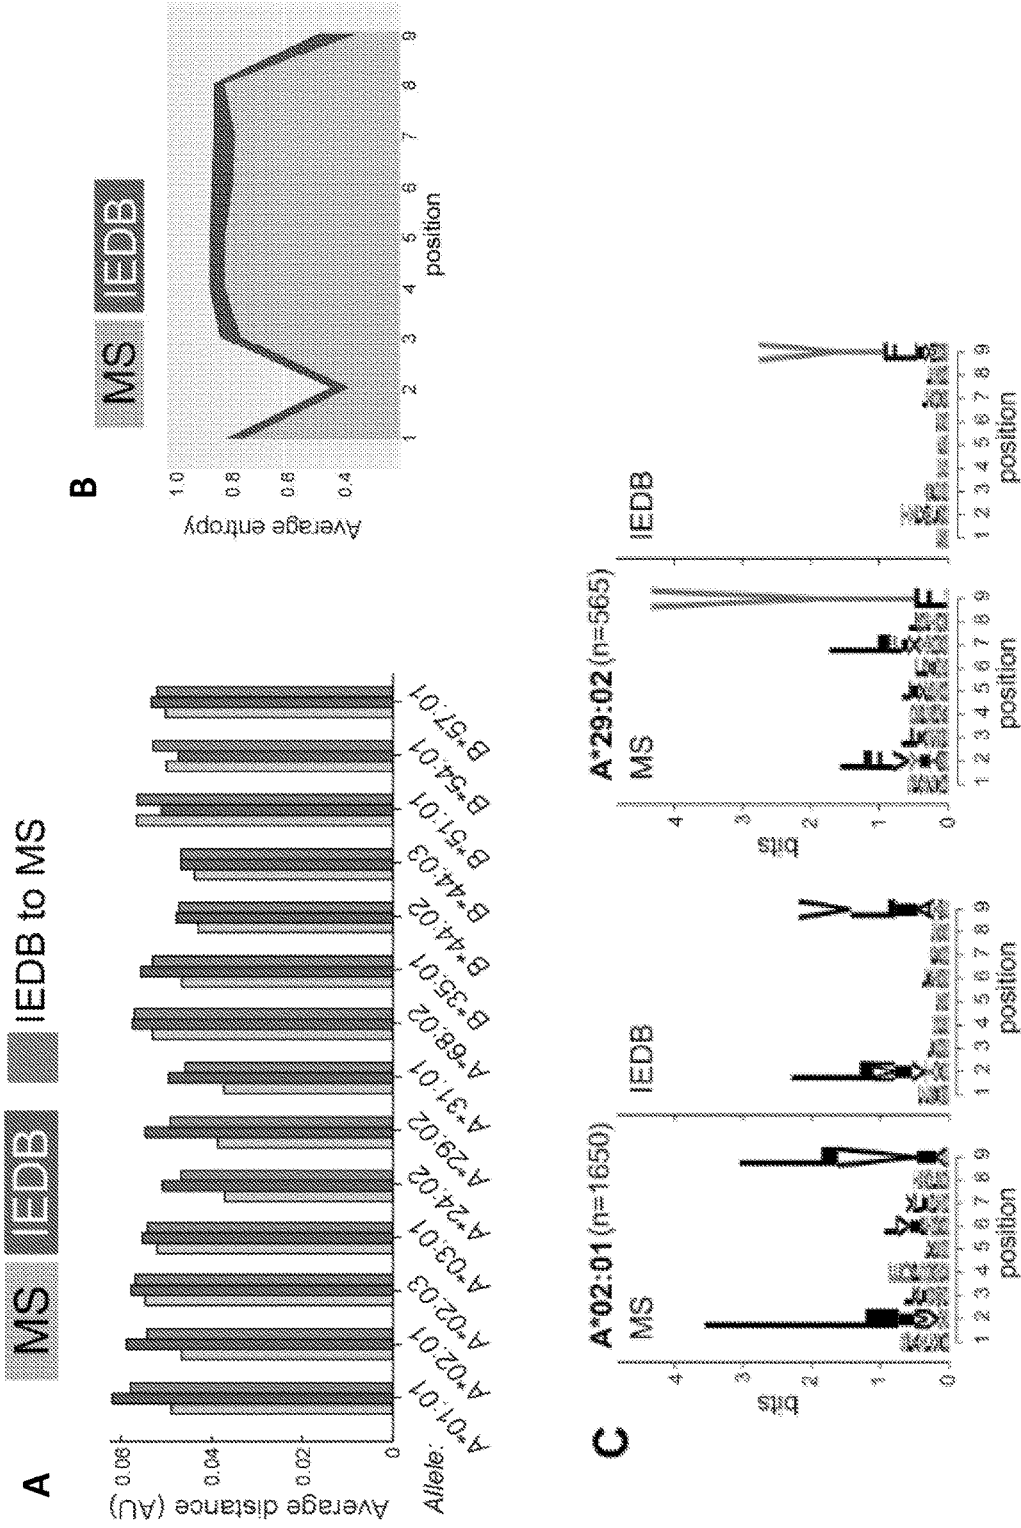 A
MS IEDB IEDB to MS
Average distance (AU)
0.06
0.04
0.02
0
Allele:
A*01:01
A*02:01
A*02:03
A*03:01
A*24:02
A*29:02
A*31:01
A*68:02
B*35:01
B*44:02
B*44:03
B*51:01
B*54:01
B*57:01
B
MS IEDB
Average entropy
1.0
0.8
0.6
0.4
1 2 3 4 5 6 7 8 9
position
C
A*02:01 (n=1650)
MS IEDB
bits
4
3
2
1
0
1 2 3 4 5 6 7 8 9
position
1 2 3 4 5 6 7 8 9
position
A*29:02 (n=565)
MS IEDB
bits
4
3
2
1
0
1 2 3 4 5 6 7 8 9
position
1 2 3 4 5 6 7 8 9
position